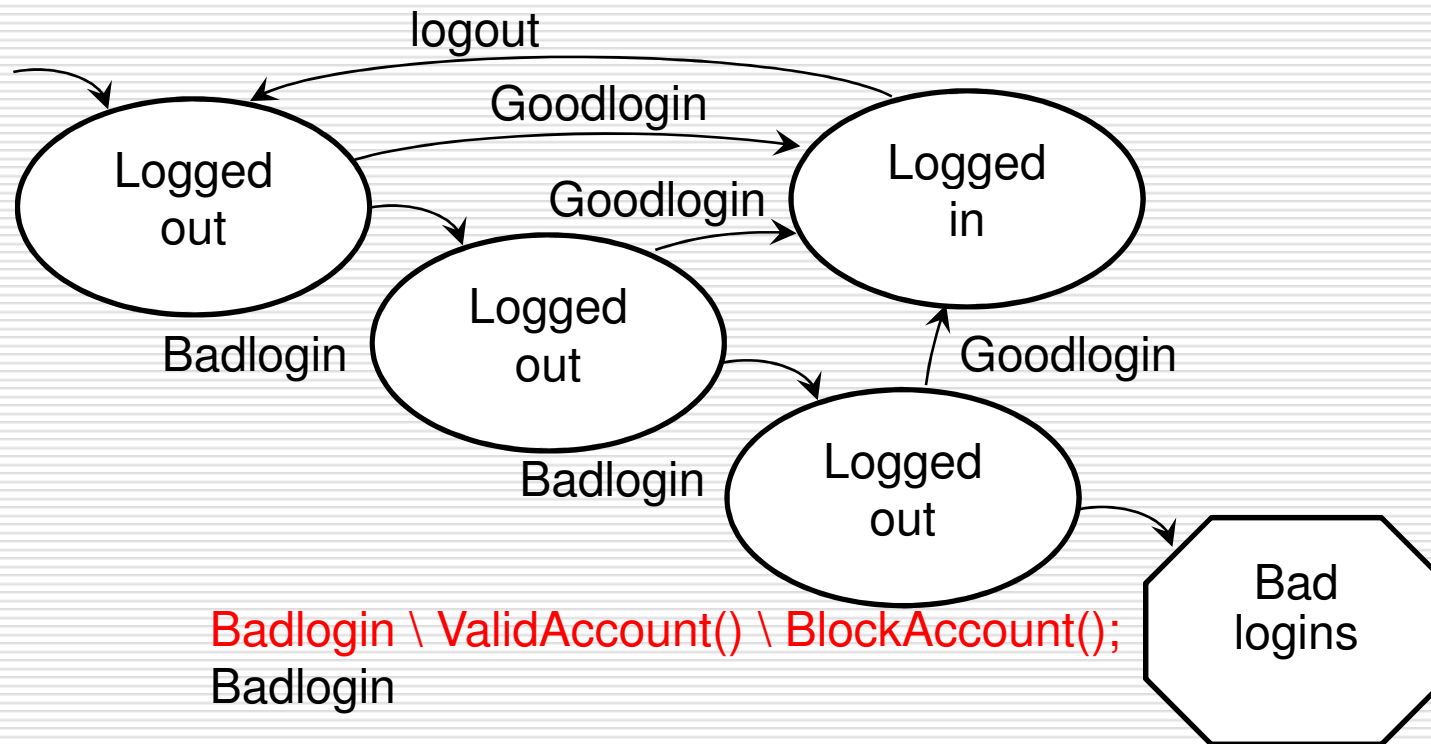 logout
Goodlogin
Logged
out
Goodlogin
Logged
in
Logged
out
Badlogin
Goodlogin
Logged
out
Badlogin
Bad
logins
Badlogin \ ValidAccount() \ BlockAccount();
Badlogin